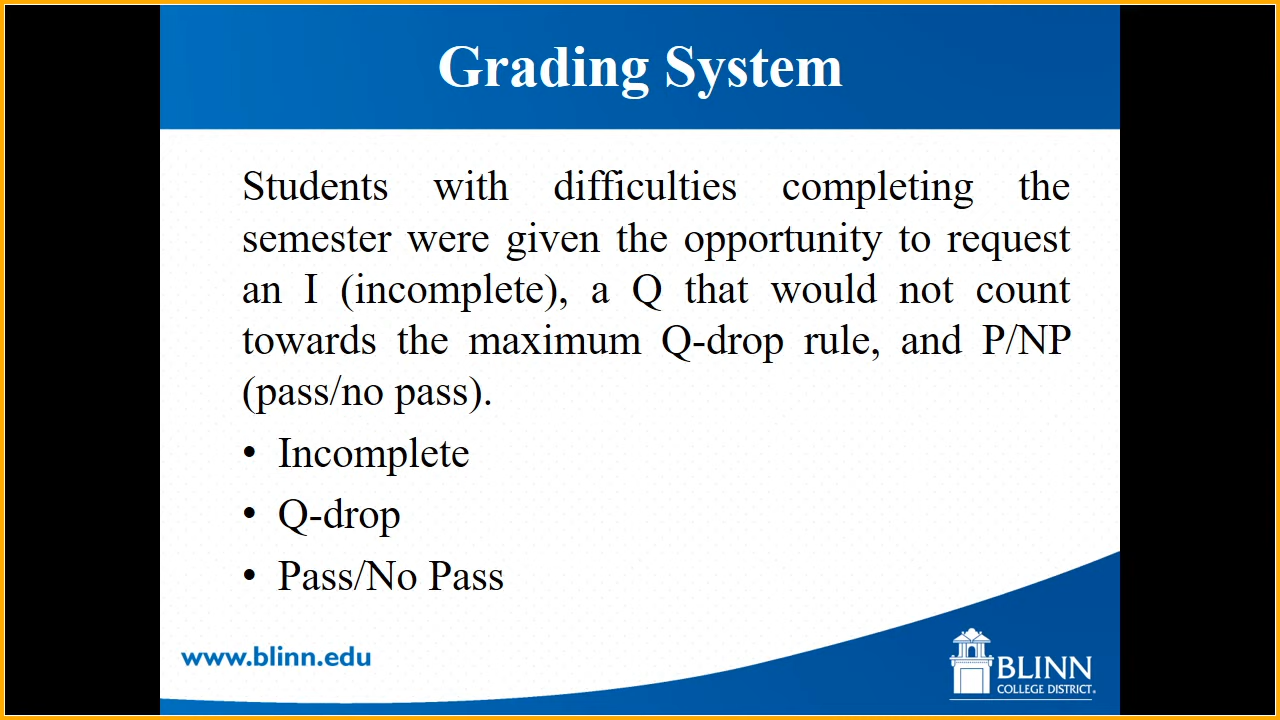 Grading System
Students with difficulties completing the
semester were given the opportunity to request
an I (incomplete), a Q that would not count
towards the maximum Q-drop rule, and P/NP
(pass/no pass).
• Incomplete
• Q-drop
• Pass/No Pass
www.blinn.edu
BLINN
COLLEGE DISTRICT.